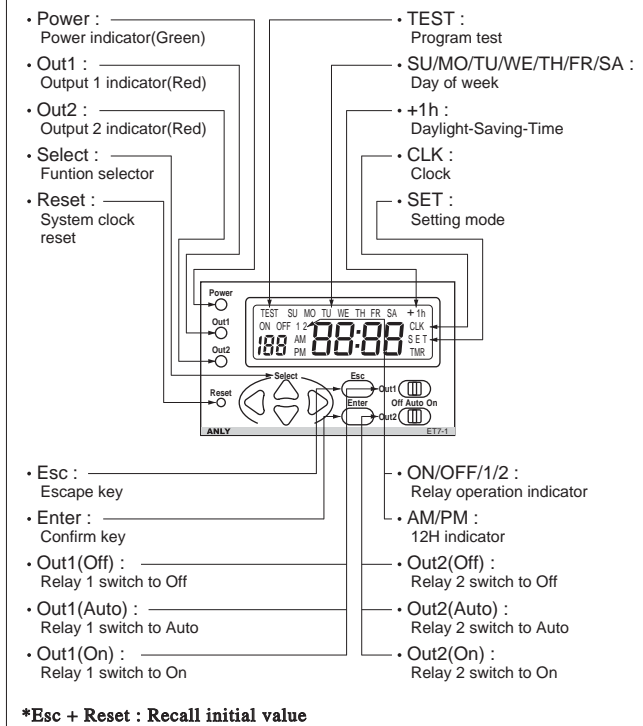 • Power :
Power indicator(Green)
• Out1 :
Output 1 indicator(Red)
• Out2 :
Output 2 indicator(Red)
• Select :
Funtion selector
• Reset :
System clock
reset
• TEST :
Program test
• SU/MO/TU/WE/TH/FR/SA :
Day of week
• +1h :
Daylight-Saving-Time
• CLK :
Clock
• SET :
Setting mode
Power
Out1
Out2
Reset
TEST SU MO TU WE TH FR SA +1h
ON OFF 1 2 CLK
188 AM PM 88:88 SET
TMR
Select
Esc
Enter
Out1
Off Auto On
Out2
ANLY ET7-1
• Esc :
Escape key
• Enter :
Confirm key
• Out1(Off) :
Relay 1 switch to Off
• Out1(Auto) :
Relay 1 switch to Auto
• Out1(On) :
Relay 1 switch to On
• ON/OFF/1/2 :
Relay operation indicator
• AM/PM :
12H indicator
• Out2(Off) :
Relay 2 switch to Off
• Out2(Auto) :
Relay 2 switch to Auto
• Out2(On) :
Relay 2 switch to On
*Esc + Reset : Recall initial value